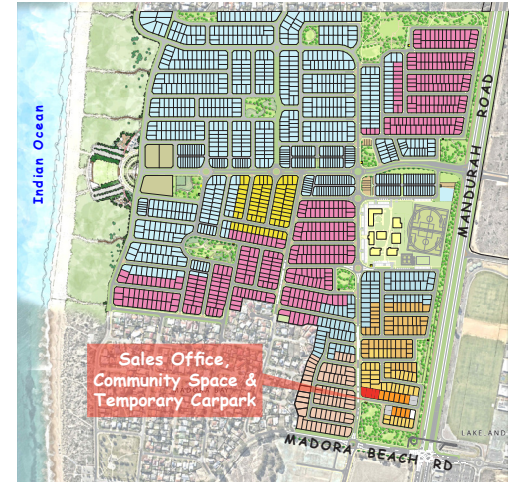 Indian Ocean
MANDURAH ROAD
Sales Office,
Community Space &
Temporary Carpark
MADORA BEACH RD
LAKE AND